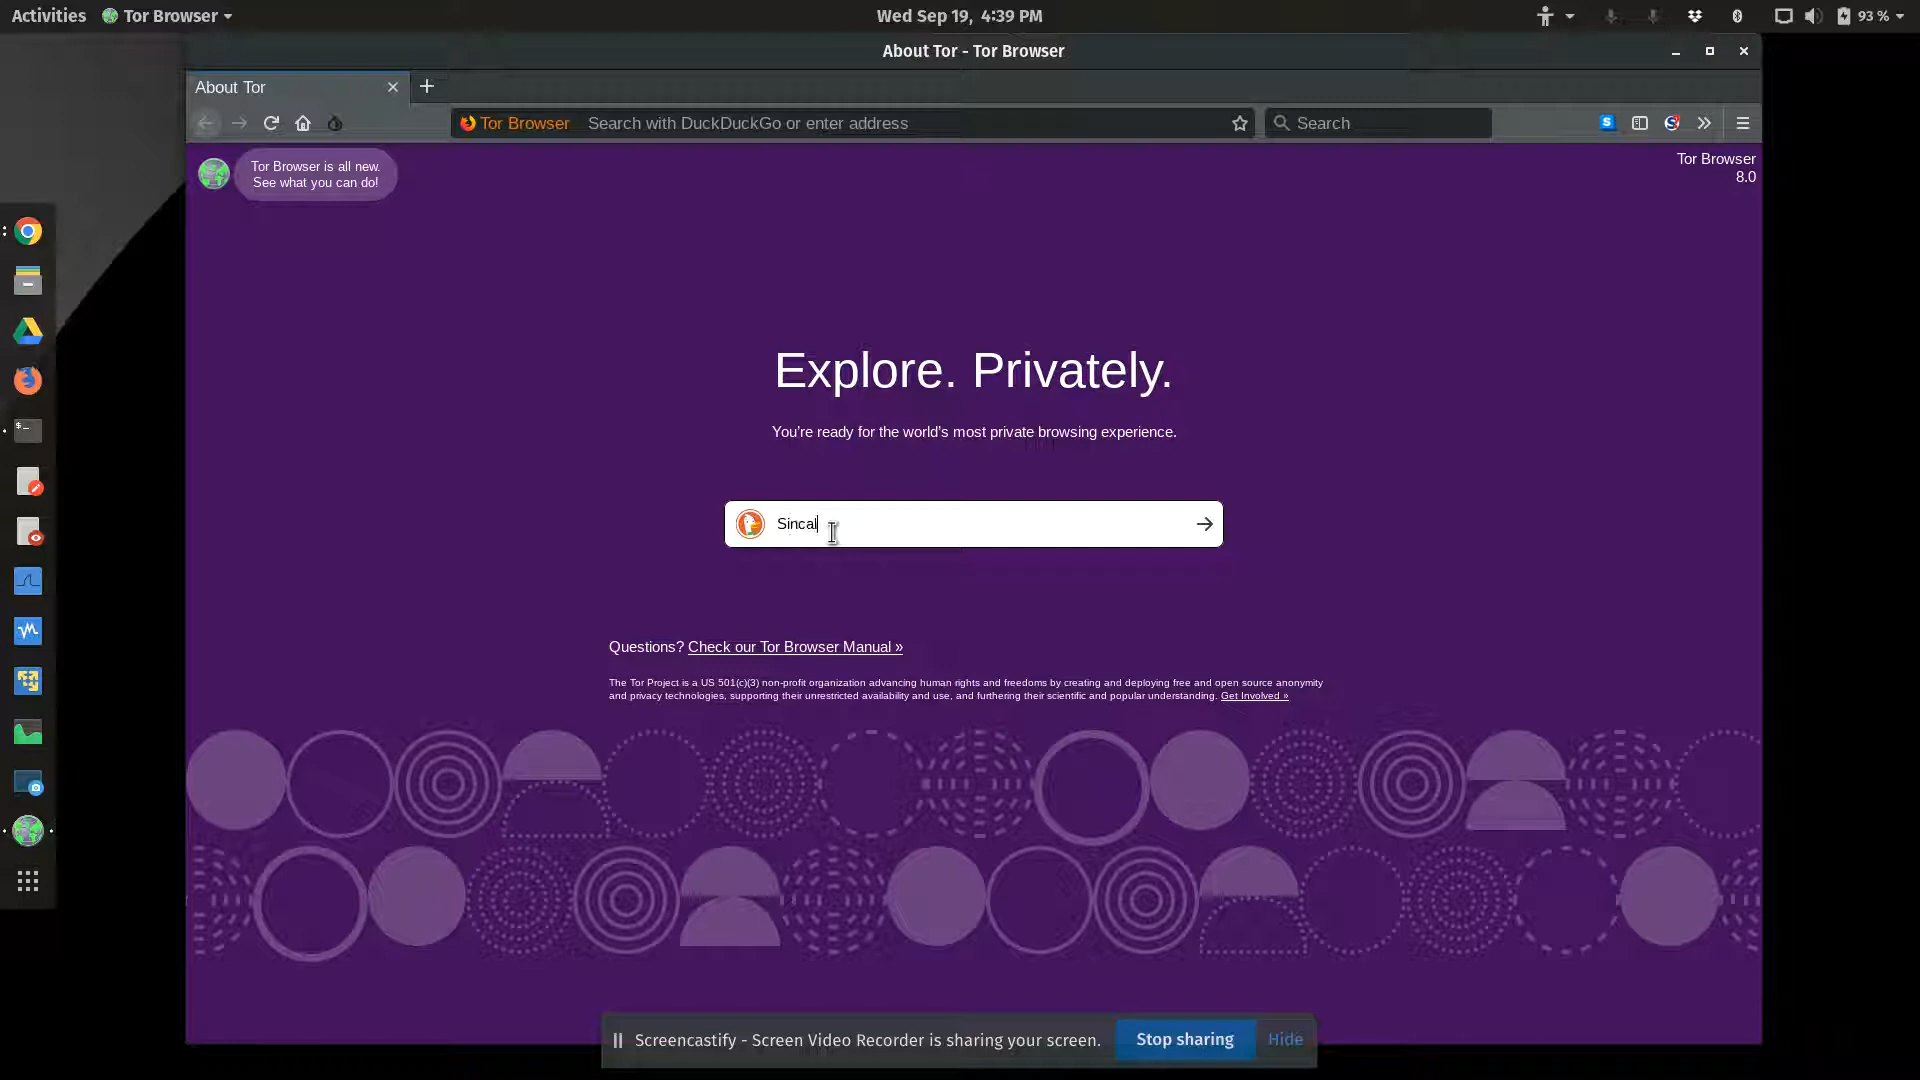 Activities Tor Browser Wed Sep 19, 4:39 PM 93 %
About Tor - Tor Browser
About Tor
Tor Browser Search with DuckDuckGo or enter address Search
Tor Browser is all new.
See what you can do!
Tor Browser
8.0
Explore. Privately.
You're ready for the world's most private browsing experience.
Sincal
Questions? Check our Tor Browser Manual »
The Tor Project is a US 501(c)(3) non-profit organization advancing human rights and freedoms by creating and deploying free and open source anonymity
and privacy technologies, supporting their unrestricted availability and use, and furthering their scientific and popular understanding. Get Involved »
Screencastify - Screen Video Recorder is sharing your screen. Stop sharing Hide